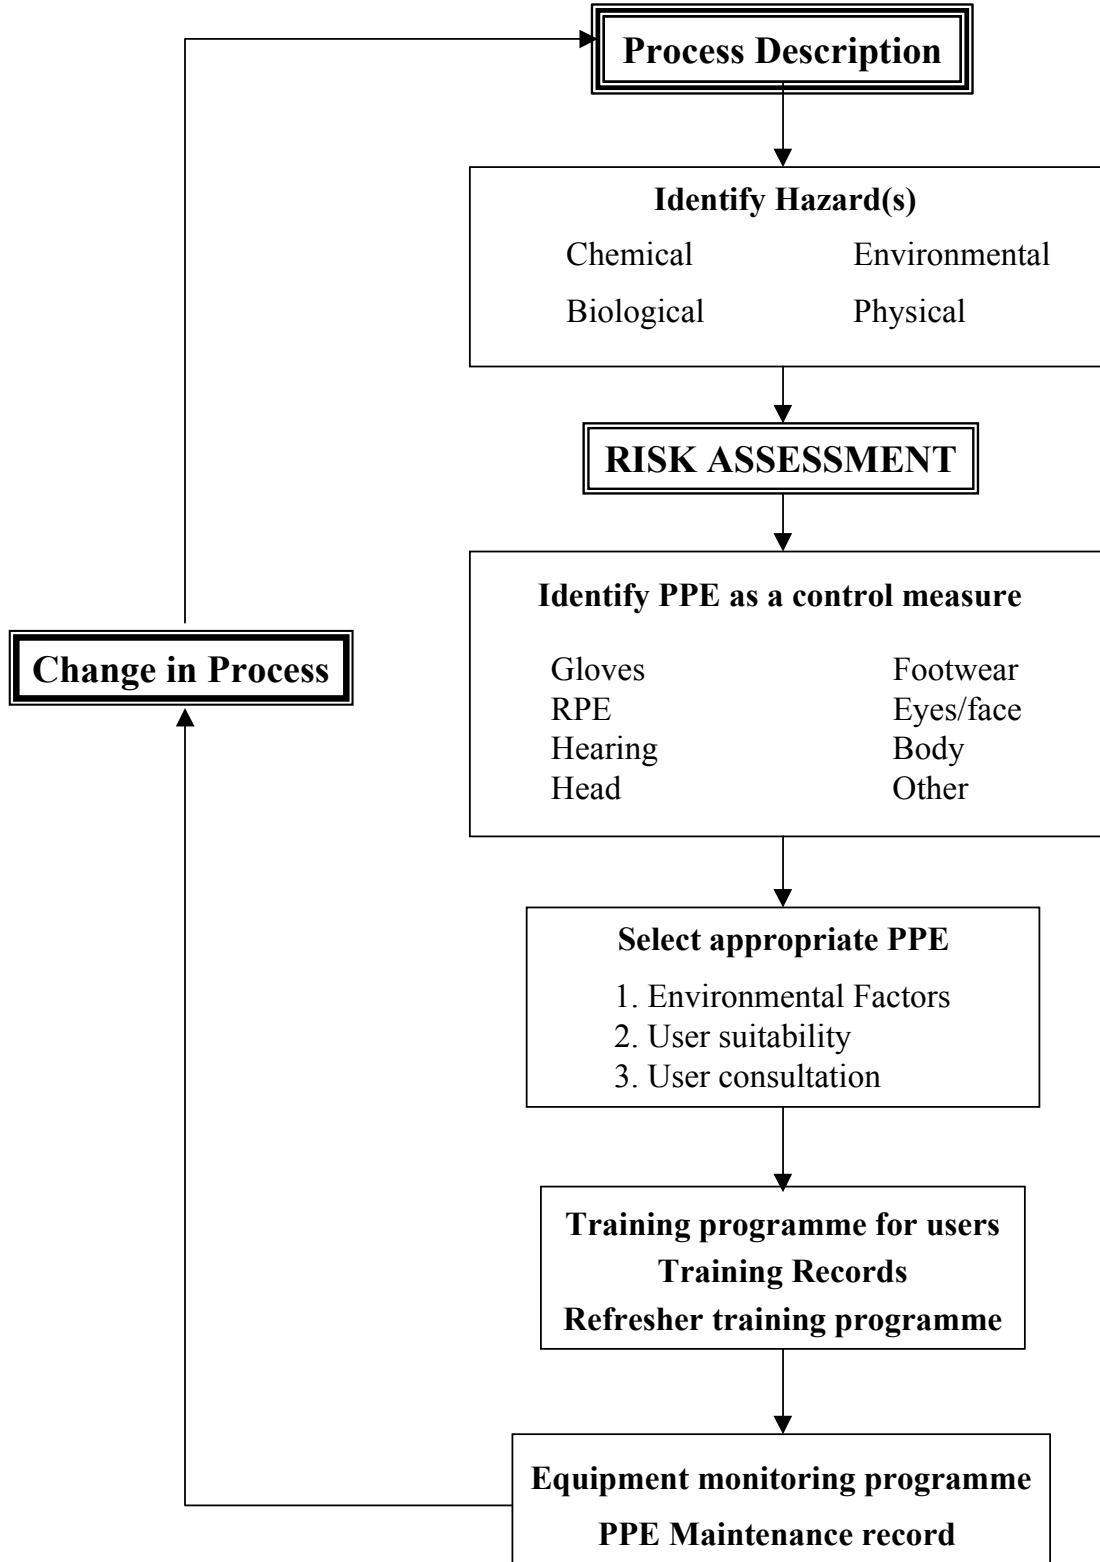 Process Description
Identify Hazard(s)
Chemical Environmental
Biological Physical
RISK ASSESSMENT
Identify PPE as a control measure
Change in Process
Gloves Footwear
RPE Eyes/face
Hearing Body
Head Other
Select appropriate PPE
1. Environmental Factors
2. User suitability
3. User consultation
Training programme for users
Training Records
Refresher training programme
Equipment monitoring programme
PPE Maintenance record